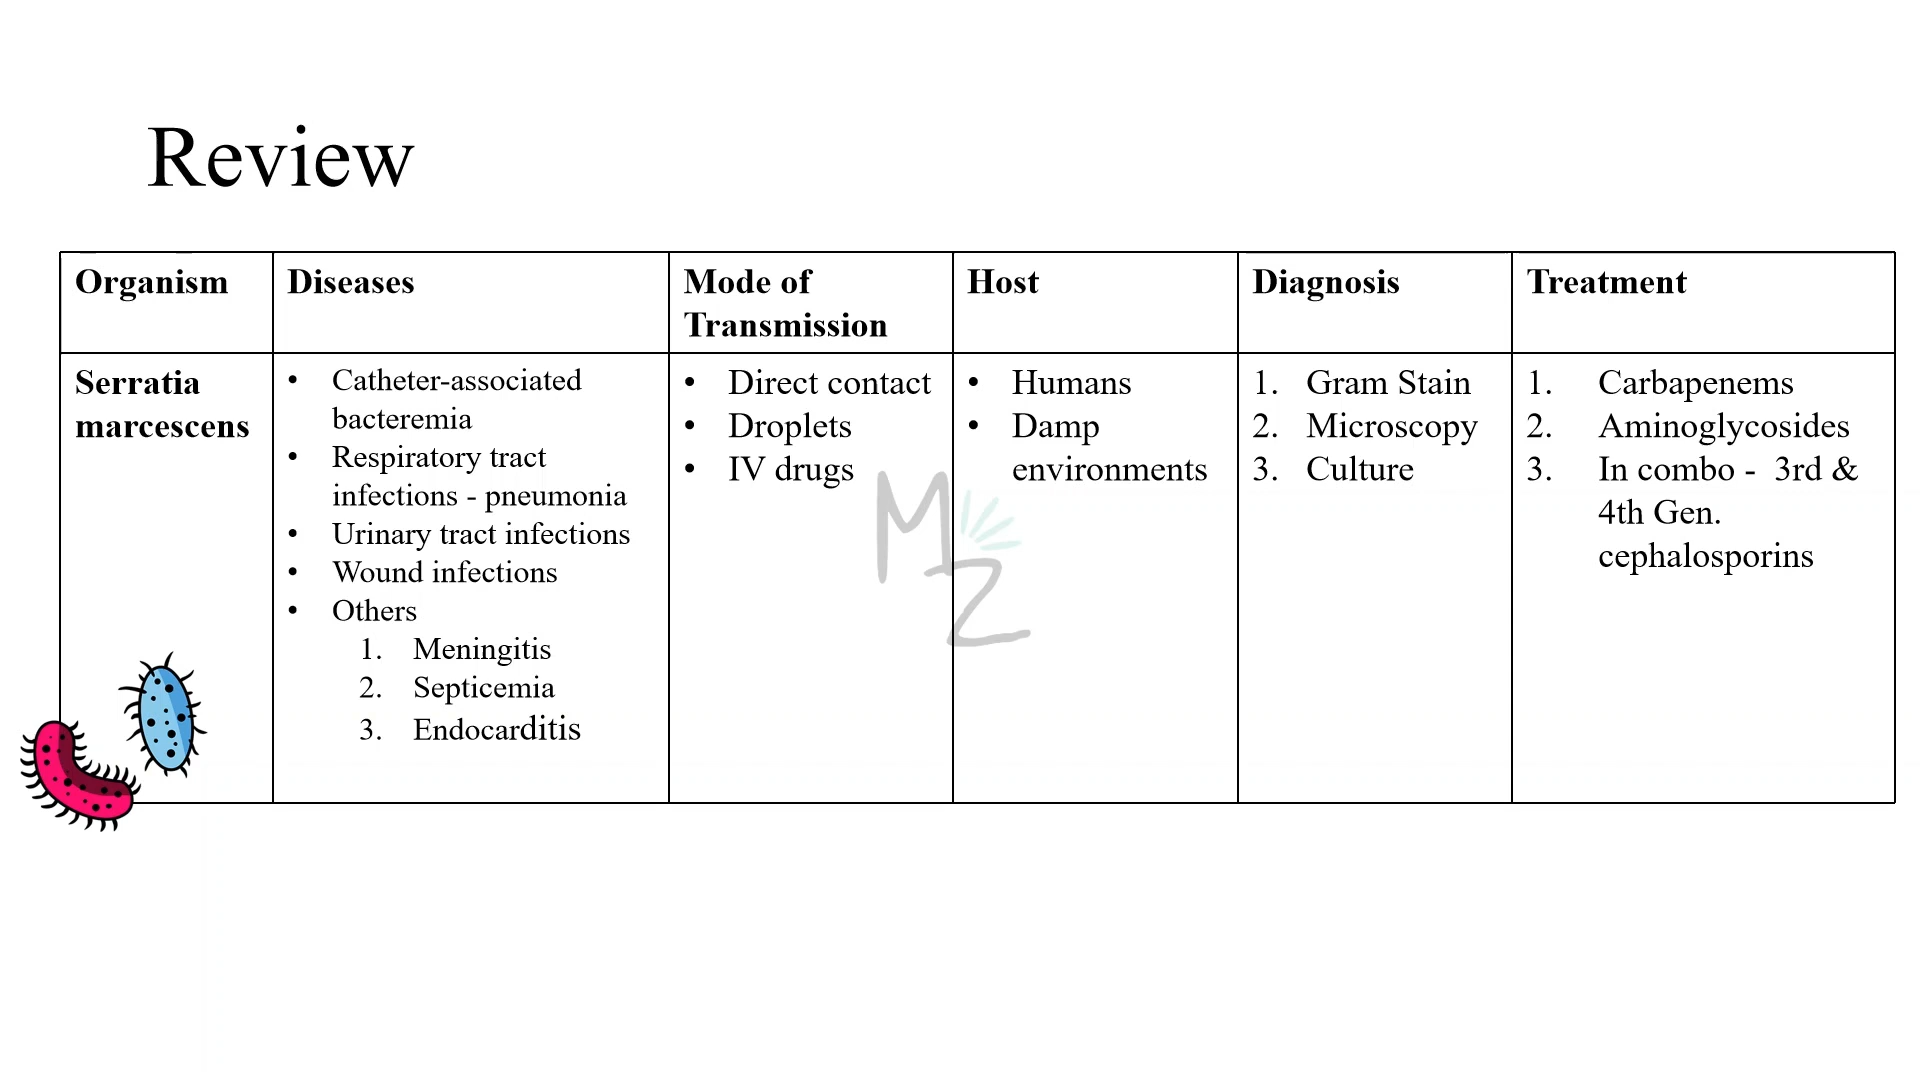 Review
Organism
Diseases
Mode of
Transmission
Host
Diagnosis
Treatment
Serratia
marcescens
• Catheter-associated
bacteremia
• Respiratory tract
infections - pneumonia
• Urinary tract infections
• Wound infections
• Others
1. Meningitis
2. Septicemia
3. Endocarditis
• Direct contact
• Droplets
• IV drugs
• Humans
• Damp
environments
1. Gram Stain
2. Microscopy
3. Culture
1. Carbapenems
2. Aminoglycosides
3. In combo - 3rd &
4th Gen.
cephalosporins
M
Z